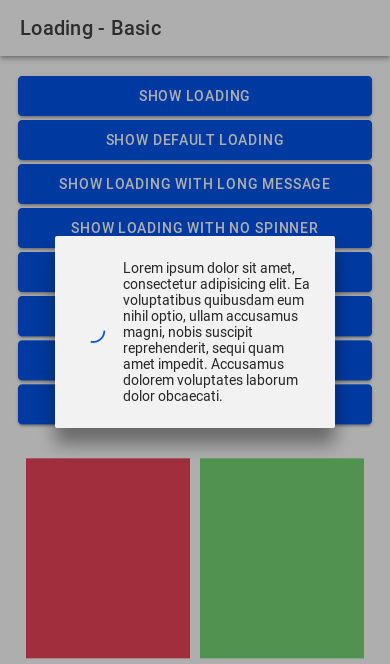 Loading - Basic
SHOW LOADING
SHOW DEFAULT LOADING
SHOW LOADING WITH LONG MESSAGE
SHOW LOADING WITH NO SPINNER
Lorem ipsum dolor sit amet,
consectetur adipisicing elit. Ea
voluptatibus quibusdam eum
nihil optio, ullam accusamus
magni, nobis suscipit
reprehenderit, sequi quam
amet impedit. Accusamus
dolorem voluptates laborum
dolor obcaecati.